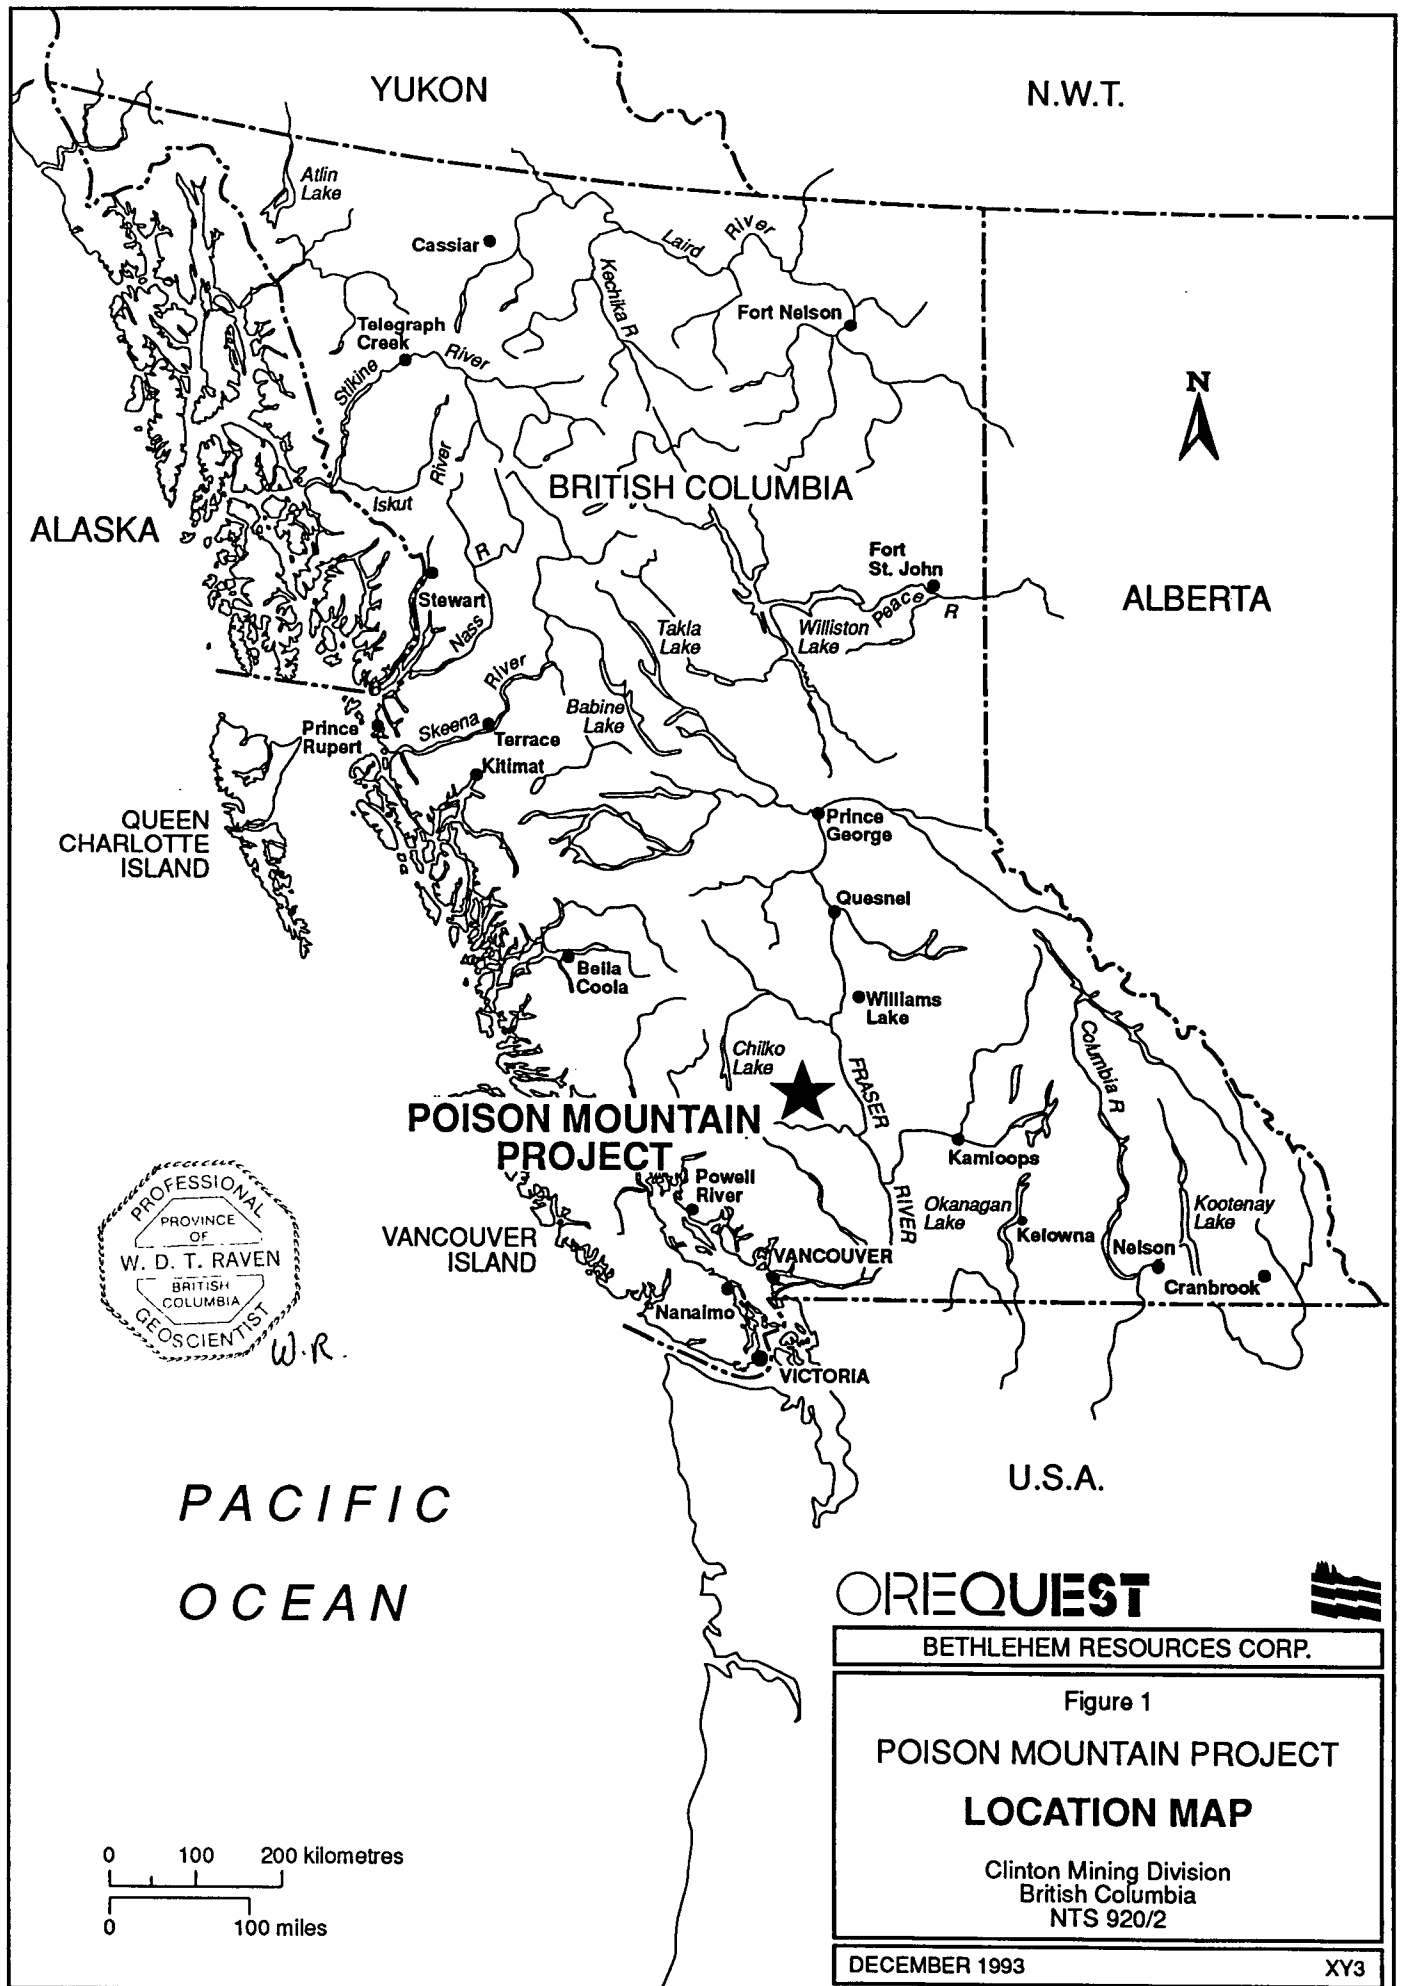 YUKON
N.W.T.
Atlin
Lake
Cassiar
Laird
River
Kechika R
Fort Nelson
Telegraph
Creek
Stikine
River
N
River
Iskut
BRITISH COLUMBIA
ALASKA
R
Fort
St. John
Peace
R
ALBERTA
Stewart
Nass
Takla
Lake
Williston
Lake
River
Skeena
Babine
Lake
Prince
Rupert
Terrace
Kitimat
QUEEN
CHARLOTTE
ISLAND
Prince
George
Quesnel
Bella
Coola
Williams
Lake
Chilko
Lake
FRASER
Columbia R
POISON MOUNTAIN
PROJECT
Kamloops
Powell
River
RIVER
Okanagan
Lake
Kootenay
Lake
Kelowna
Nelson
Cranbrook
VANCOUVER
ISLAND
VANCOUVER
Nanaimo
VICTORIA
PROFESSIONAL
PROVINCE
OF
W. D. T. RAVEN
BRITISH
COLUMBIA
GEOSCIENTIST
W.R.
U.S.A.
PACIFIC
OCEAN
OREQUEST
BETHLEHEM RESOURCES CORP.
Figure 1
POISON MOUNTAIN PROJECT
LOCATION MAP
Clinton Mining Division
British Columbia
NTS 920/2
DECEMBER 1993 XY3
0 100 200 kilometres
0 100 miles